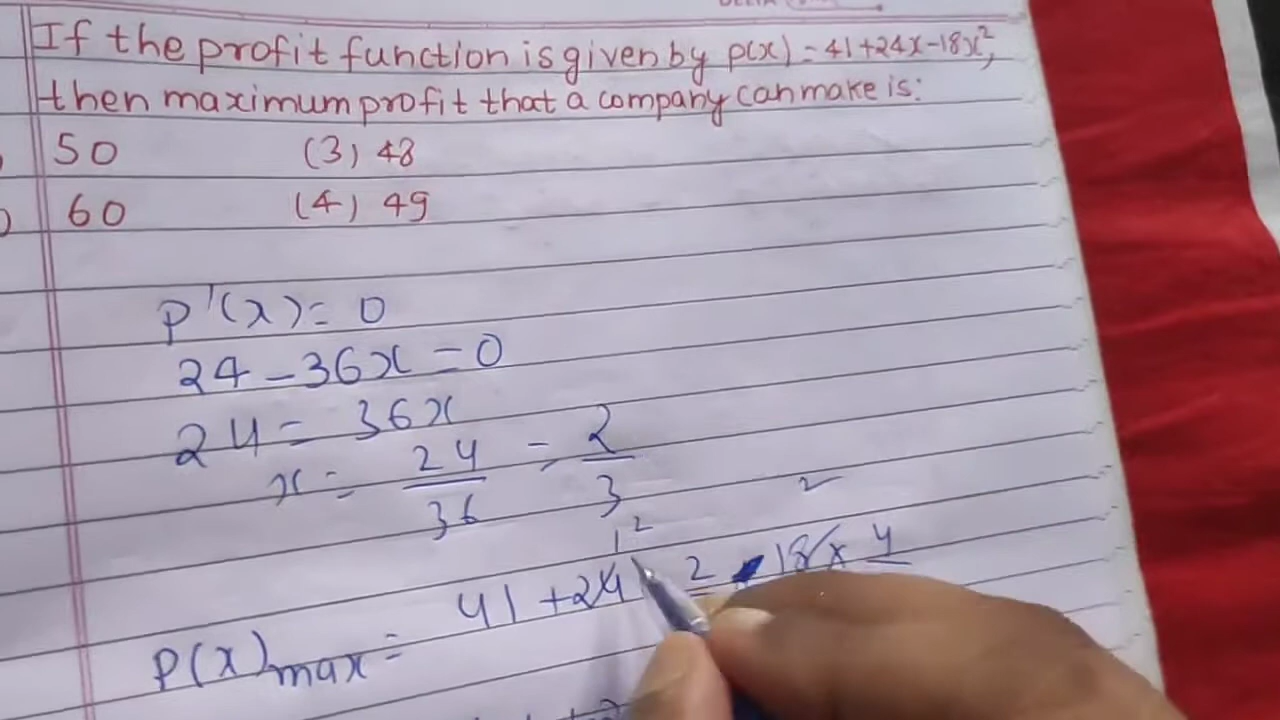 If the profit function is given by p(x) = 41+24x-18x²,
then maximum profit that a company can make is:
50 (3) 48
) 60 (4) 49
P'(x) = 0
24 - 36x = 0
24 = 36x
x = 24/36 = 2/3
P(x)max = 41 + 24 2 - 18 x 4
12
2